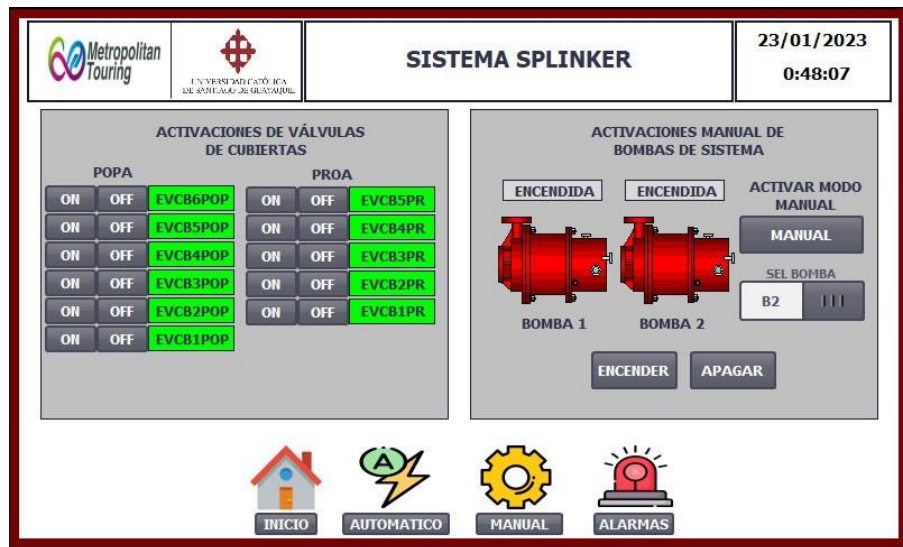 Metropolitan
Touring
UNIVERSIDAD CATÓLICA
DE SANTIAGO DE GUAYAQUIL
SISTEMA SPLINKER
23/01/2023
0:48:07
ACTIVACIONES DE VÁLVULAS
DE CUBIERTAS
POPA
PROA
ON OFF EVCB6POP ON OFF EVCB5PR
ON OFF EVCB5POP ON OFF EVCB4PR
ON OFF EVCB4POP ON OFF EVCB3PR
ON OFF EVCB3POP ON OFF EVCB2PR
ON OFF EVCB2POP ON OFF EVCB1PR
ON OFF EVCB1POP
ACTIVACIONES MANUAL DE
BOMBAS DE SISTEMA
ENCENDIDA ENCENDIDA
ACTIVAR MODO
MANUAL
MANUAL
SEL BOMBA
B2
BOMBA 1 BOMBA 2
ENCENDER APAGAR
A
INICIO AUTOMATICO MANUAL ALARMAS